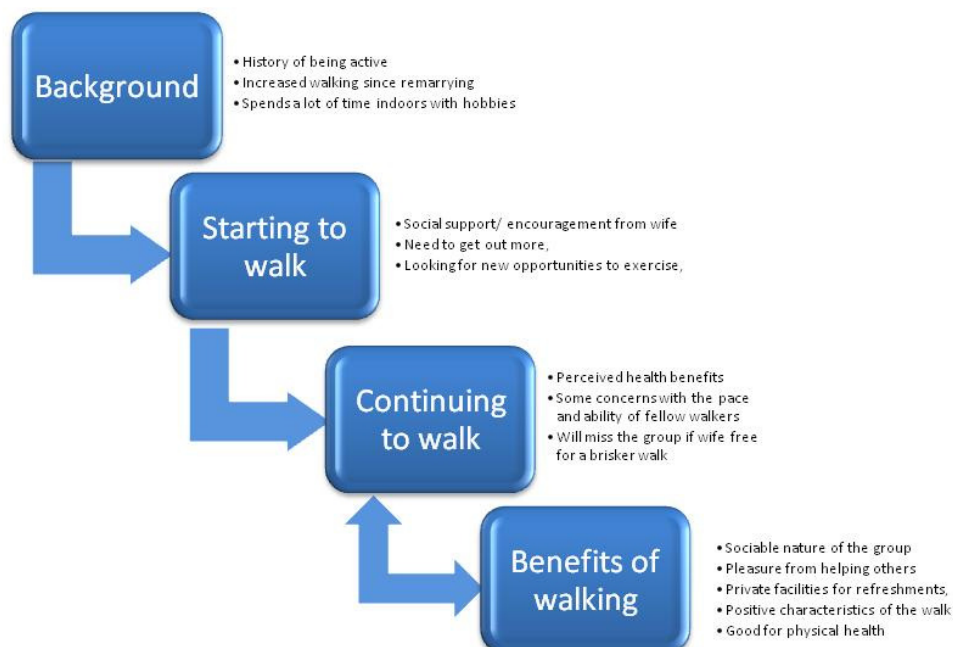 Background
• History of being active
• Increased walking since remarrying
• Spends a lot of time indoors with hobbies
Starting to
walk
• Social support/ encouragement from wife
• Need to get out more,
• Looking for new opportunities to exercise,
Continuing
to walk
• Perceived health benefits
• Some concerns with the pace
and ability of fellow walkers
• Will miss the group if wife free
for a brisker walk
Benefits of
walking
• Sociable nature of the group
• Pleasure from helping others
• Private facilities for refreshments,
• Positive characteristics of the walk
• Good for physical health